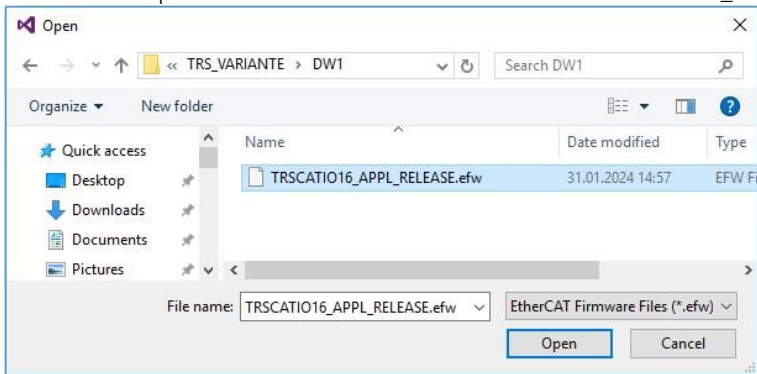 Open
« TRS_VARIANTE > DW1
Search DW1
Organize
New folder
Name
Date modified
Type
Quick access
TRSCATIO16_APPL_RELEASE.efw
31.01.2024 14:57
EFW Fi
Desktop
Downloads
Documents
Pictures
File name: TRSCATIO16_APPL_RELEASE.efw
EtherCAT Firmware Files (*.efw)
Open
Cancel